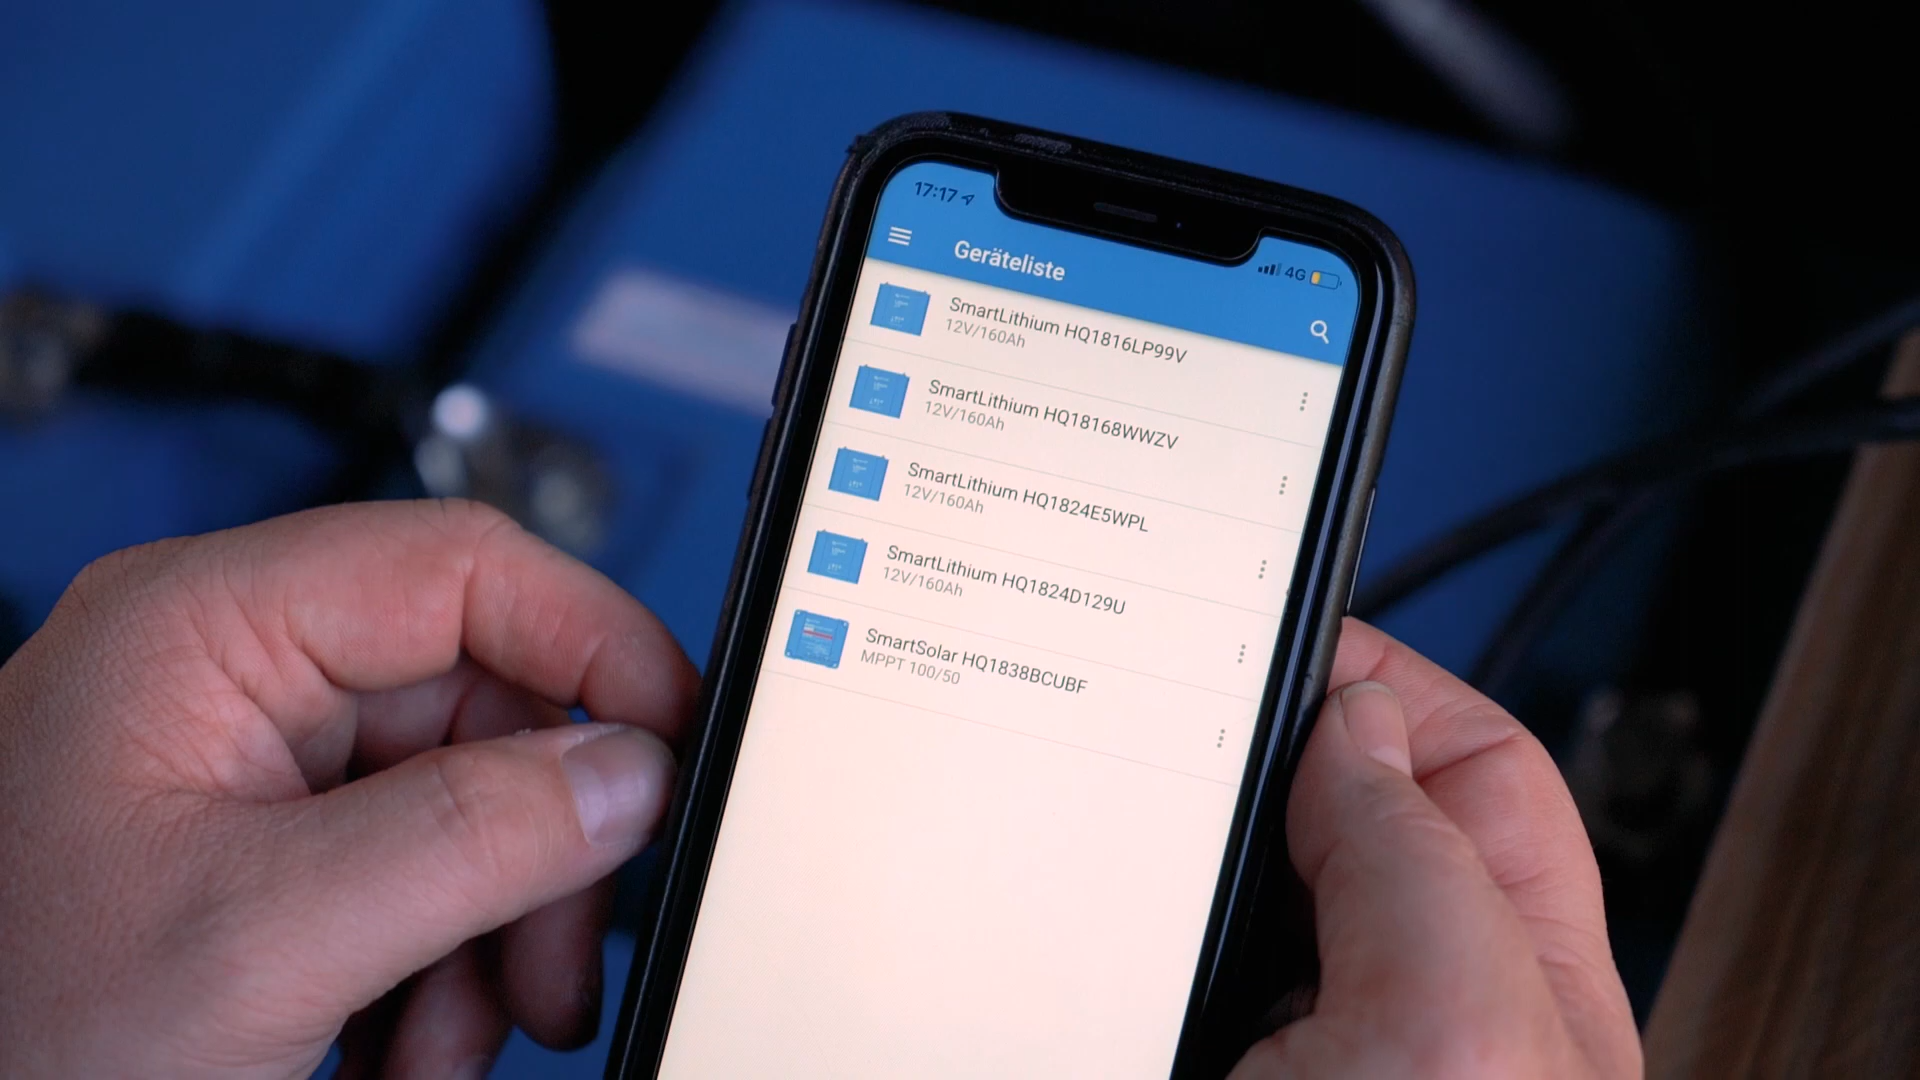 17:17
4G
Geräteliste
SmartLithium HQ1816LP99V
12V/160Ah
SmartLithium HQ18168WWZV
12V/160Ah
SmartLithium HQ1824E5WPL
12V/160Ah
SmartLithium HQ1824D129U
12V/160Ah
SmartSolar HQ1838BCUBF
MPPT 100/50